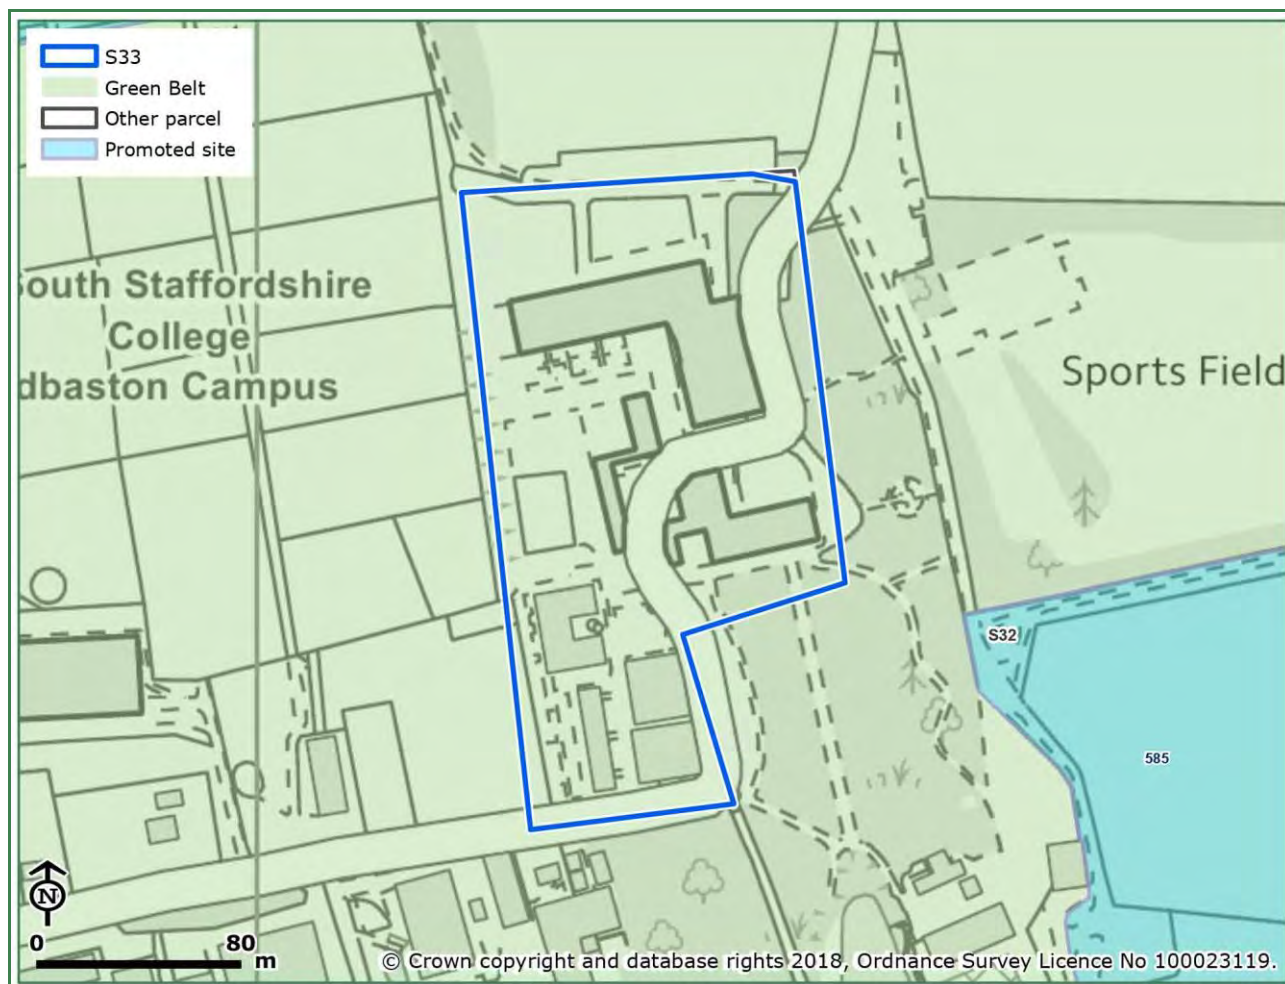 S33
Green Belt
Other parcel
Promoted site
South Staffordshire
College
dbaston Campus
Sports Field
S32
585
N
0 80
m
© Crown copyright and database rights 2018, Ordnance Survey Licence No 100023119.